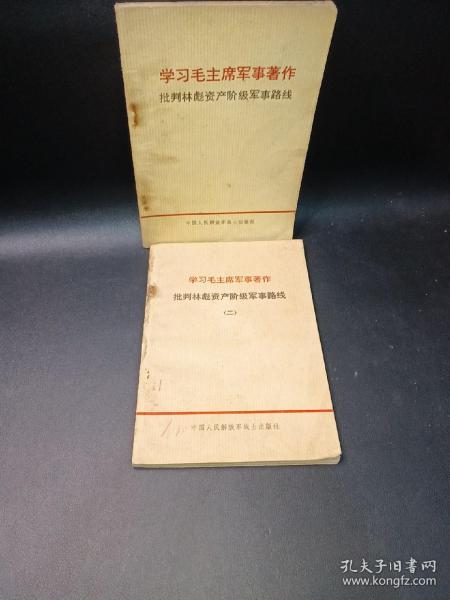 学习毛主席军事著作
批判林彪资产阶级军事路线
中国人民解放军战士出版社
学习毛主席军事著作
批判林彪资产阶级军事路线
(二)
中国人民解放军战士出版社
孔夫子旧书网
www.kongfz.com